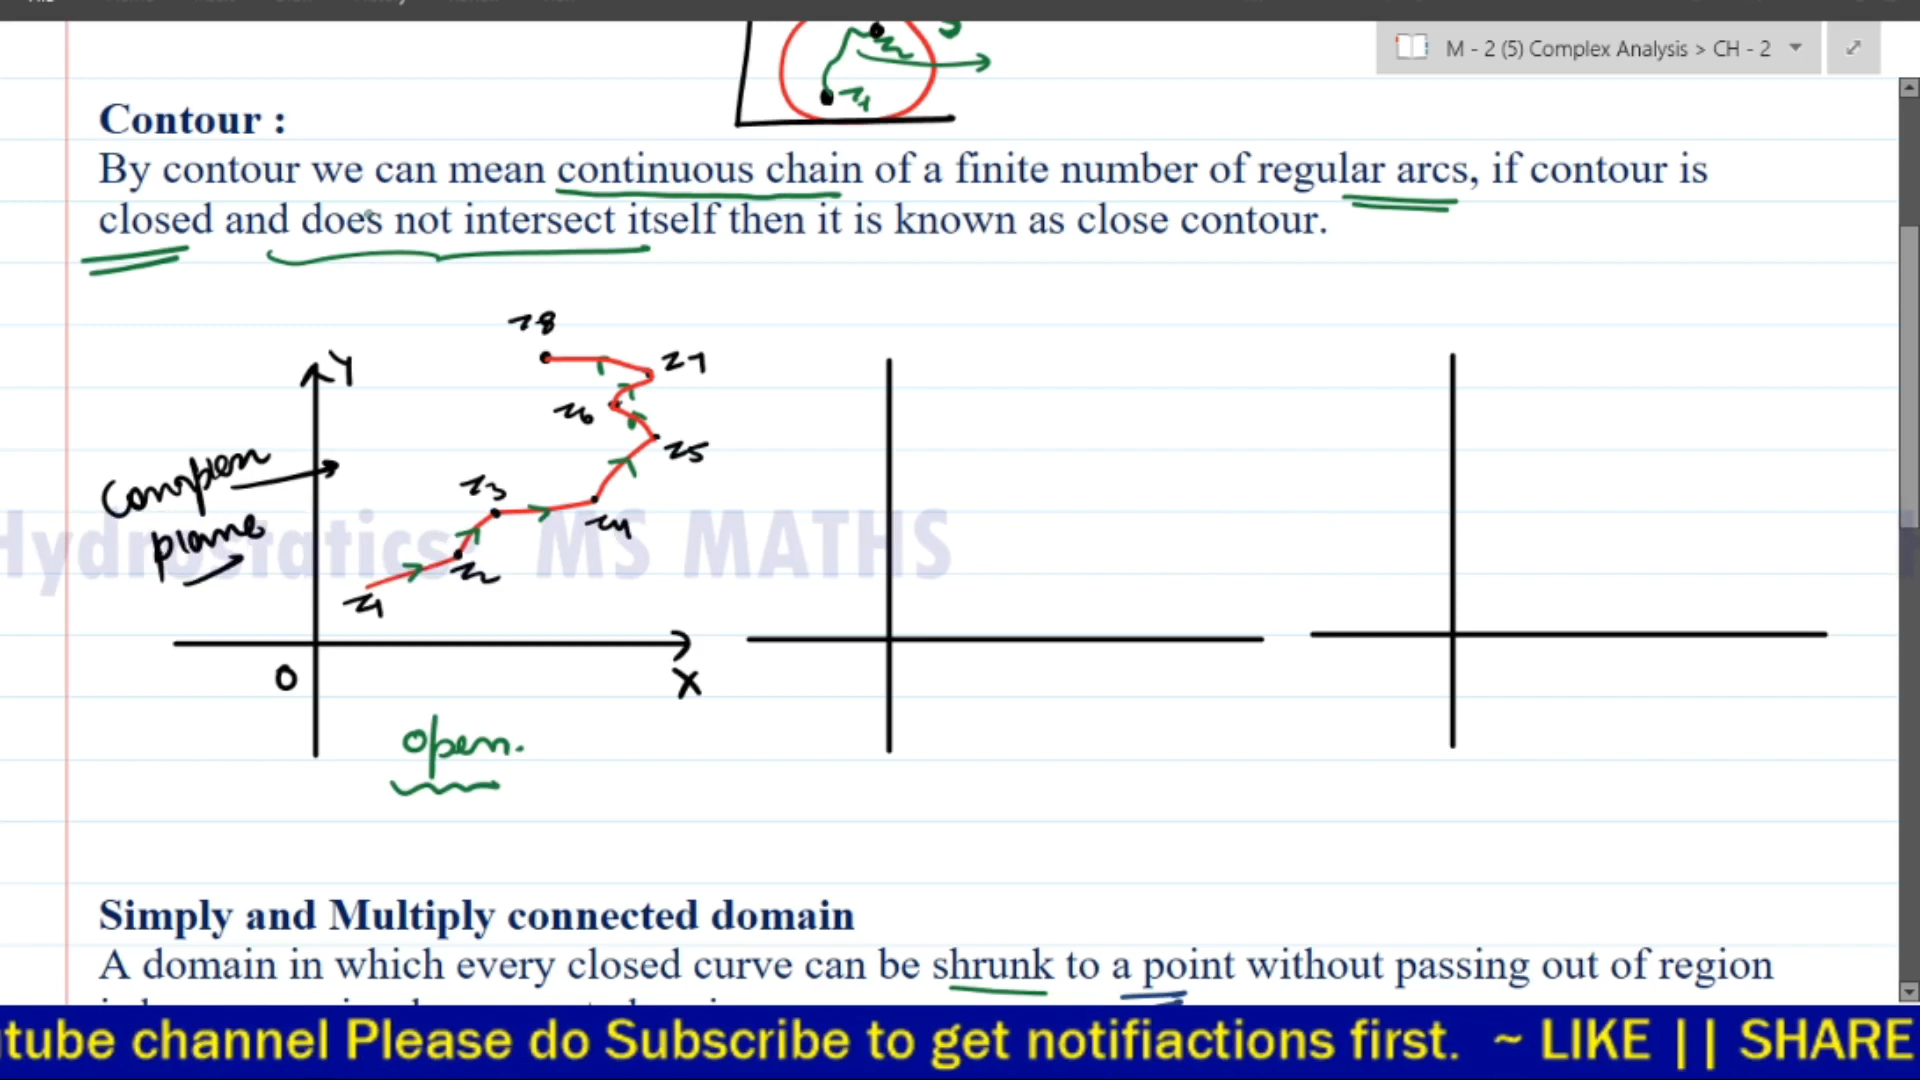 M - 2 (5) Complex Analysis > CH - 2
z1
Contour :
By contour we can mean continuous chain of a finite number of regular arcs, if contour is
closed and does not intersect itself then it is known as close contour.
z8
Y
z7
z6
z5
Complex
plane
z3
z4
z2
z1
Hydrostatics MS MATHS
O
X
open.
Simply and Multiply connected domain
A domain in which every closed curve can be shrunk to a point without passing out of region
tube channel Please do Subscribe to get notifiactions first. ~ LIKE || SHARE